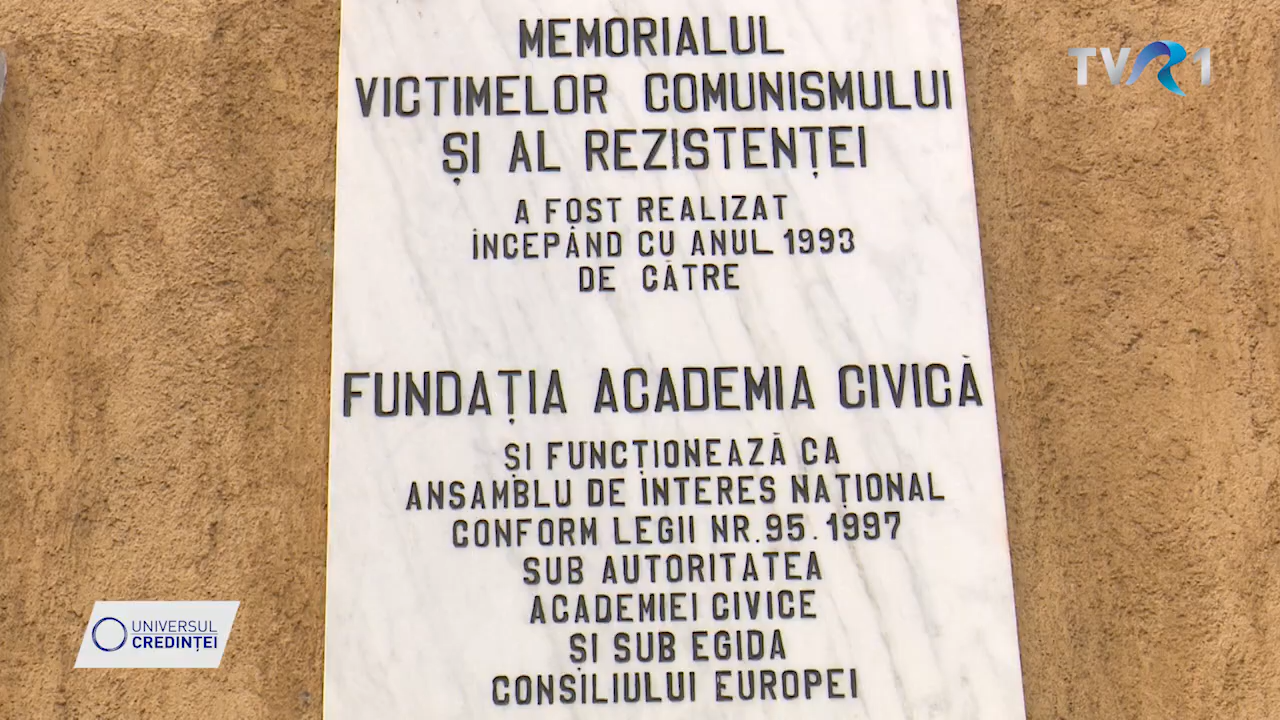 MEMORIALUL
VICTIMELOR COMUNISMULUI
ȘI AL REZISTENȚEI
A FOST REALIZAT
ÎNCEPÂND CU ANUL 1993
DE CĂTRE
FUNDAȚIA ACADEMIA CIVICĂ
ȘI FUNCȚIONEAZĂ CA
ANSAMBLU DE INTERES NAȚIONAL
CONFORM LEGII NR.95.1997
SUB AUTORITATEA
ACADEMIEI CIVICE
ȘI SUB EGIDA
CONSILIULUI EUROPEI
TVR1
UNIVERSUL
CREDINȚEI